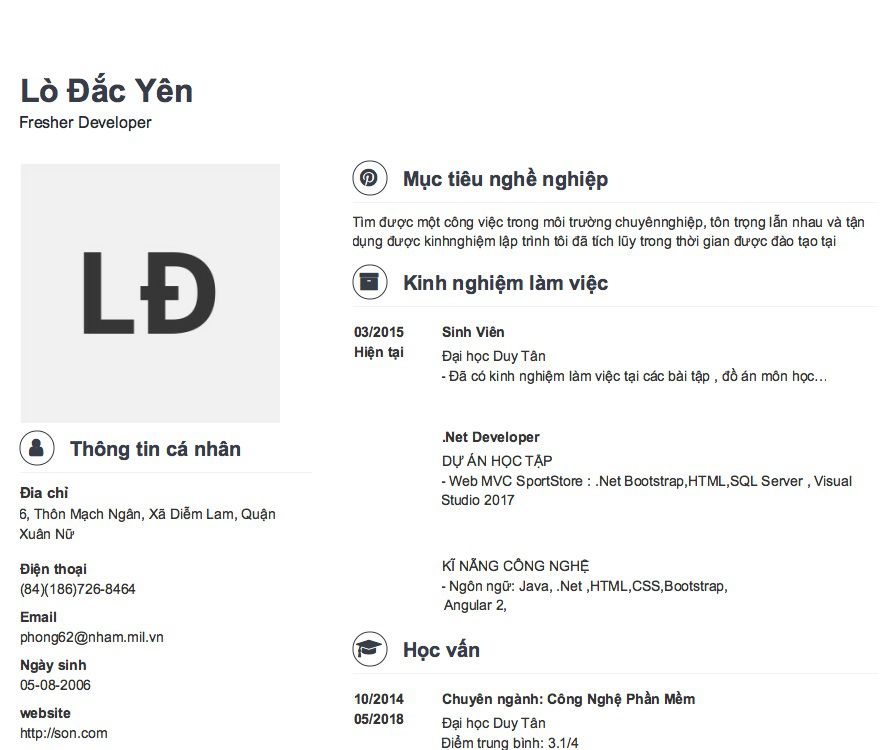 Lò Đắc Yên
Fresher Developer
LĐ
Thông tin cá nhân
Đia chỉ
6, Thôn Mạch Ngân, Xã Diễm Lam, Quận
Xuân Nữ
Điện thoại
(84)(186)726-8464
Email
phong62@nham.mil.vn
Ngày sinh
05-08-2006
website
http://son.com
Mục tiêu nghề nghiệp
Tìm được một công việc trong môi trường chuyênnghiệp, tôn trọng lẫn nhau và tận
dụng được kinhnghiệm lập trình tôi đã tích lũy trong thời gian được đào tạo tại
Kinh nghiệm làm việc
03/2015
Hiện tại
Sinh Viên
Đại học Duy Tân
- Đã có kinh nghiệm làm việc tại các bài tập , đồ án môn học...
.Net Developer
DỰ ÁN HỌC TẬP
- Web MVC SportStore : .Net Bootstrap,HTML,SQL Server , Visual
Studio 2017
KĨ NĂNG CÔNG NGHỆ
- Ngôn ngữ: Java, .Net ,HTML,CSS,Bootstrap,
Angular 2,
Học vấn
10/2014
05/2018
Chuyên ngành: Công Nghệ Phần Mềm
Đại học Duy Tân
Điểm trung bình: 3.1/4